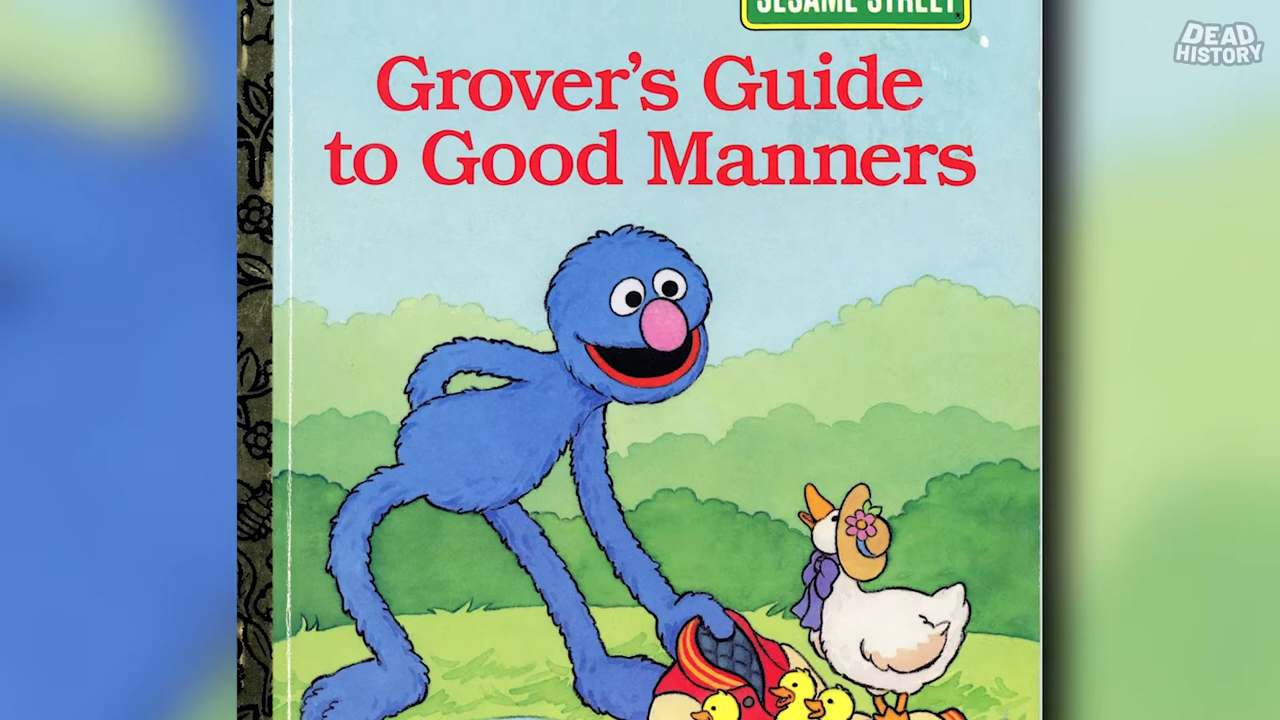 SESAME STREET
DEAD
HISTORY
Grover's Guide
to Good Manners